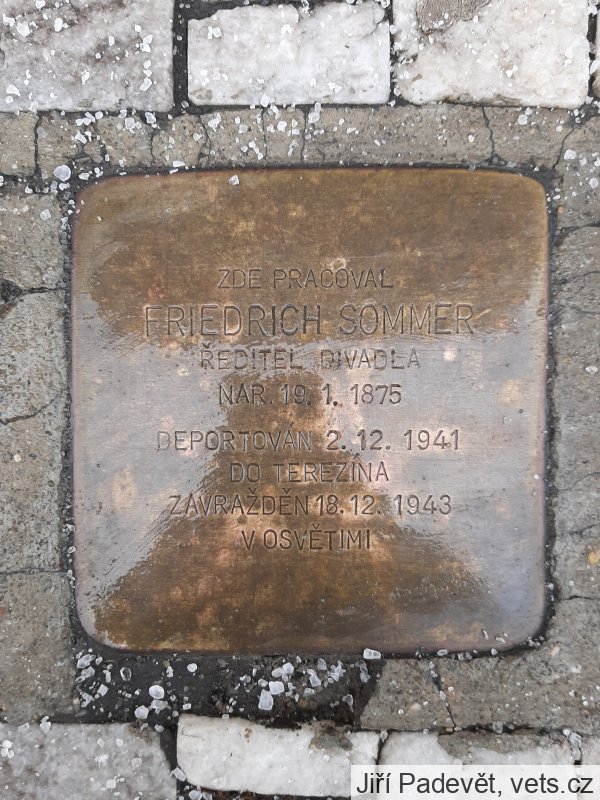 ZDE PRACOVAL
FRIEDRICH SOMMER
ŘEDITEL DIVADLA
NAR. 19. 1. 1875
DEPORTOVÁN 2. 12. 1941
DO TEREZÍNA
ZAVRAŽDĚN 18.12. 1943
V OSVĚTIMI
Jiří Padevět, vets.cz